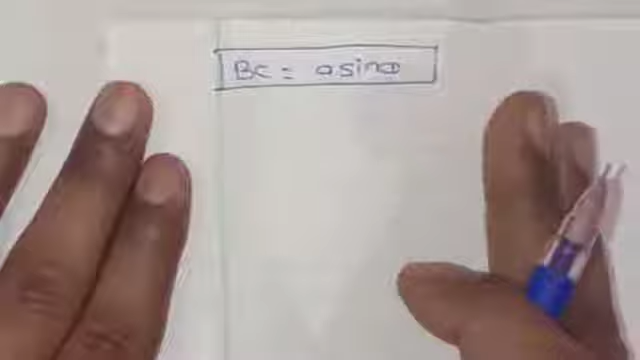 BC = a sinθ